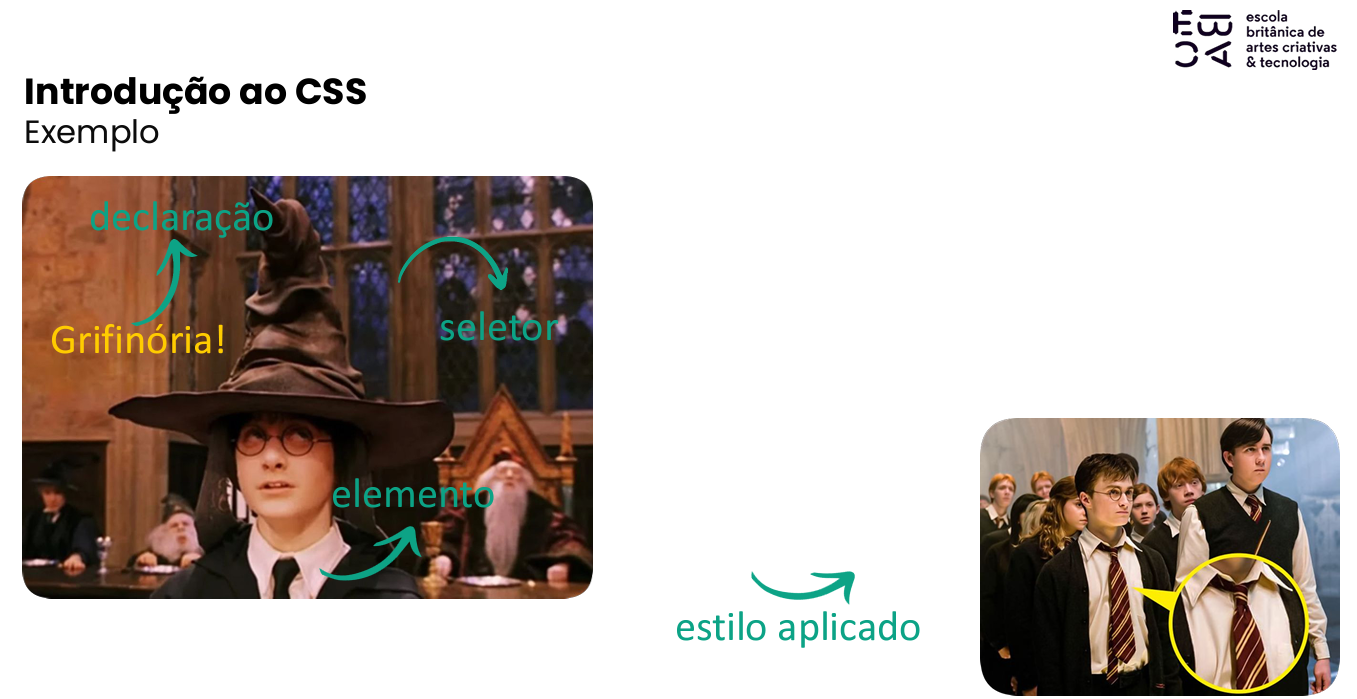 escola
britânica de
artes criativas
& tecnologia
Introdução ao CSS
Exemplo
declaração
Grifinória!
seletor
elemento
estilo aplicado